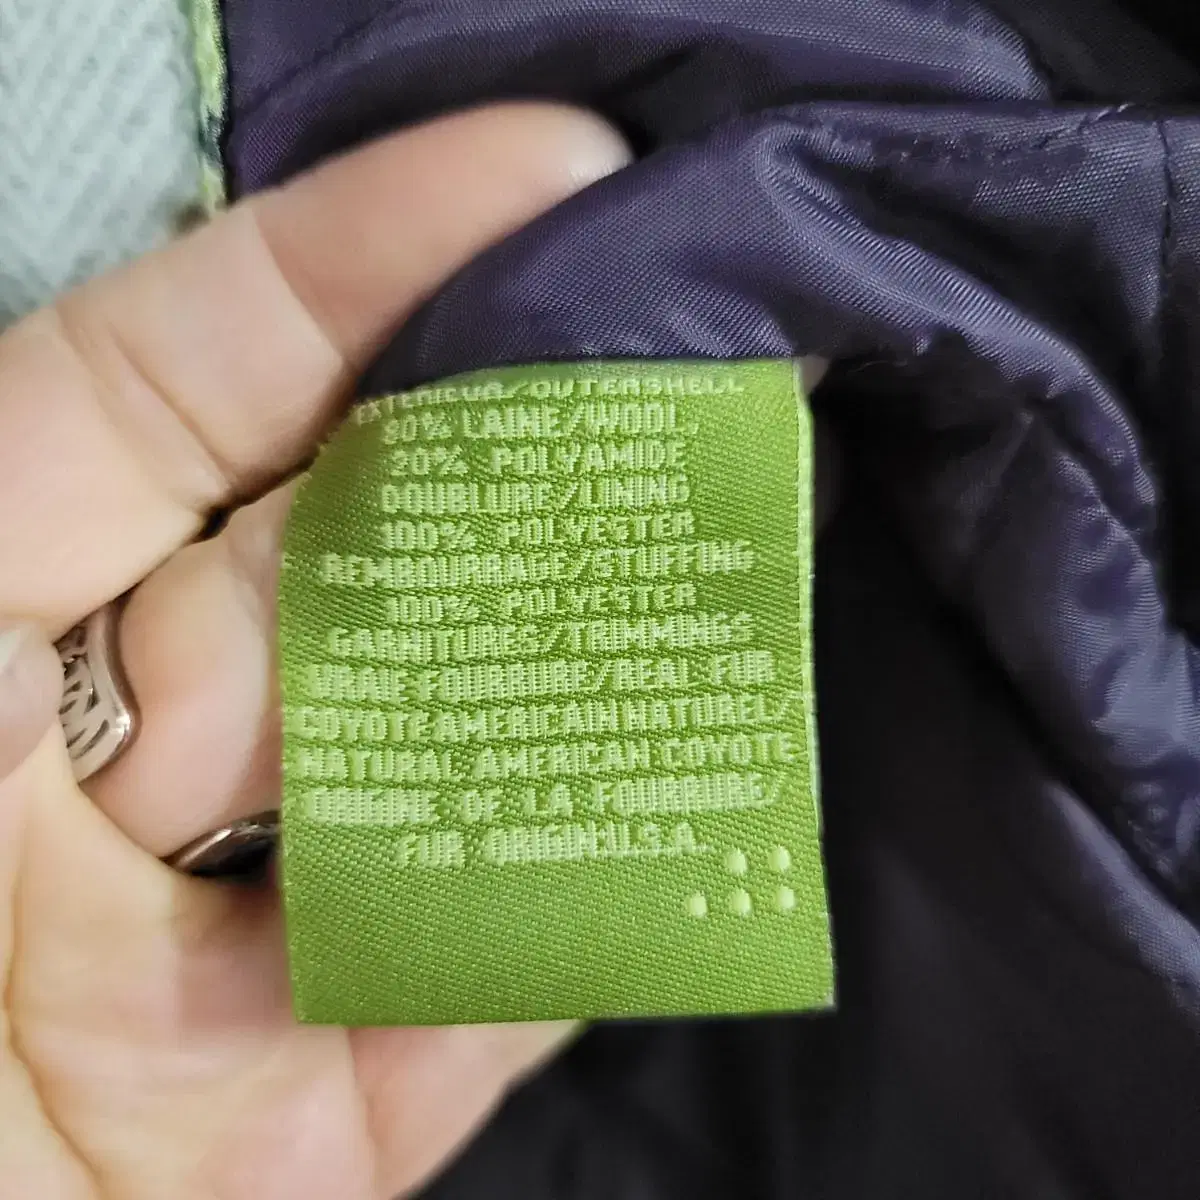 EXTERIEUR/OUTERSHELL
80% LAINE/WOOL,
20% POLYAMIDE
DOUBLURE/LINING
100% POLYESTER
REMBOURRAGE/STUFFING
100% POLYESTER
GARNITURES/TRIMMINGS
VRAIE FOURRURE/REAL FUR
COYOTE AMERICAIN NATUREL/
NATURAL AMERICAN COYOTE
ORIGINE OF LA FOURRURE/
FUR ORIGIN:U.S.A.